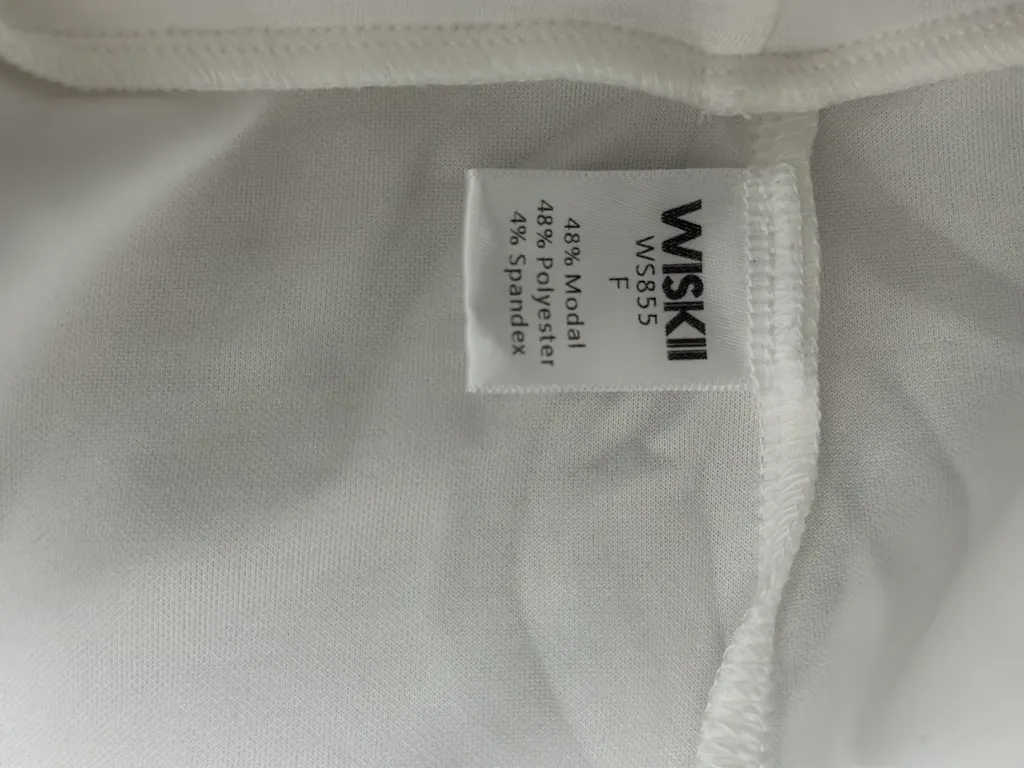 WISKII
WS855
F
48% Modal
48% Polyester
4% Spandex